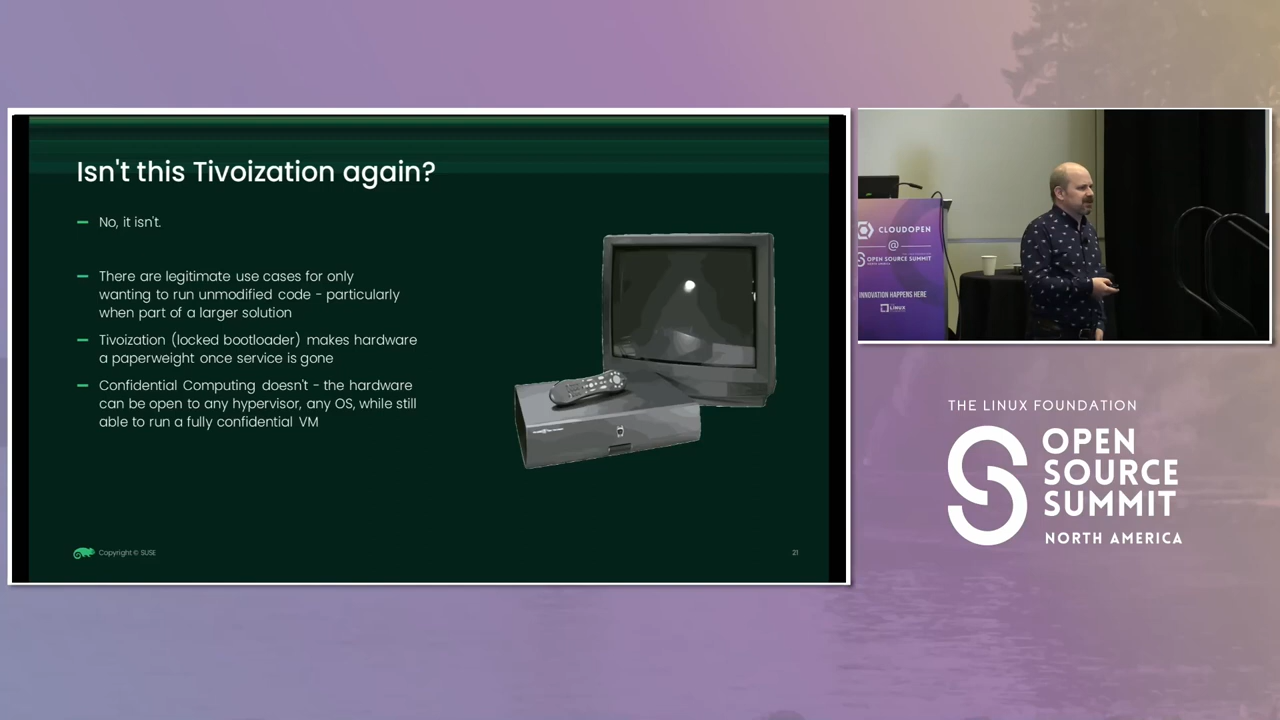 Isn't this Tivoization again?
No, it isn't.
There are legitimate use cases for only
wanting to run unmodified code - particularly
when part of a larger solution
Tivoization (locked bootloader) makes hardware
a paperweight once service is gone
Confidential Computing doesn't - the hardware
can be open to any hypervisor, any OS, while still
able to run a fully confidential VM
Copyright © SUSE
21
CLOUDOPEN
@
OPEN SOURCE SUMMIT
INNOVATION HAPPENS HERE
LINUX
THE LINUX FOUNDATION
OPEN
SOURCE
SUMMIT
NORTH AMERICA